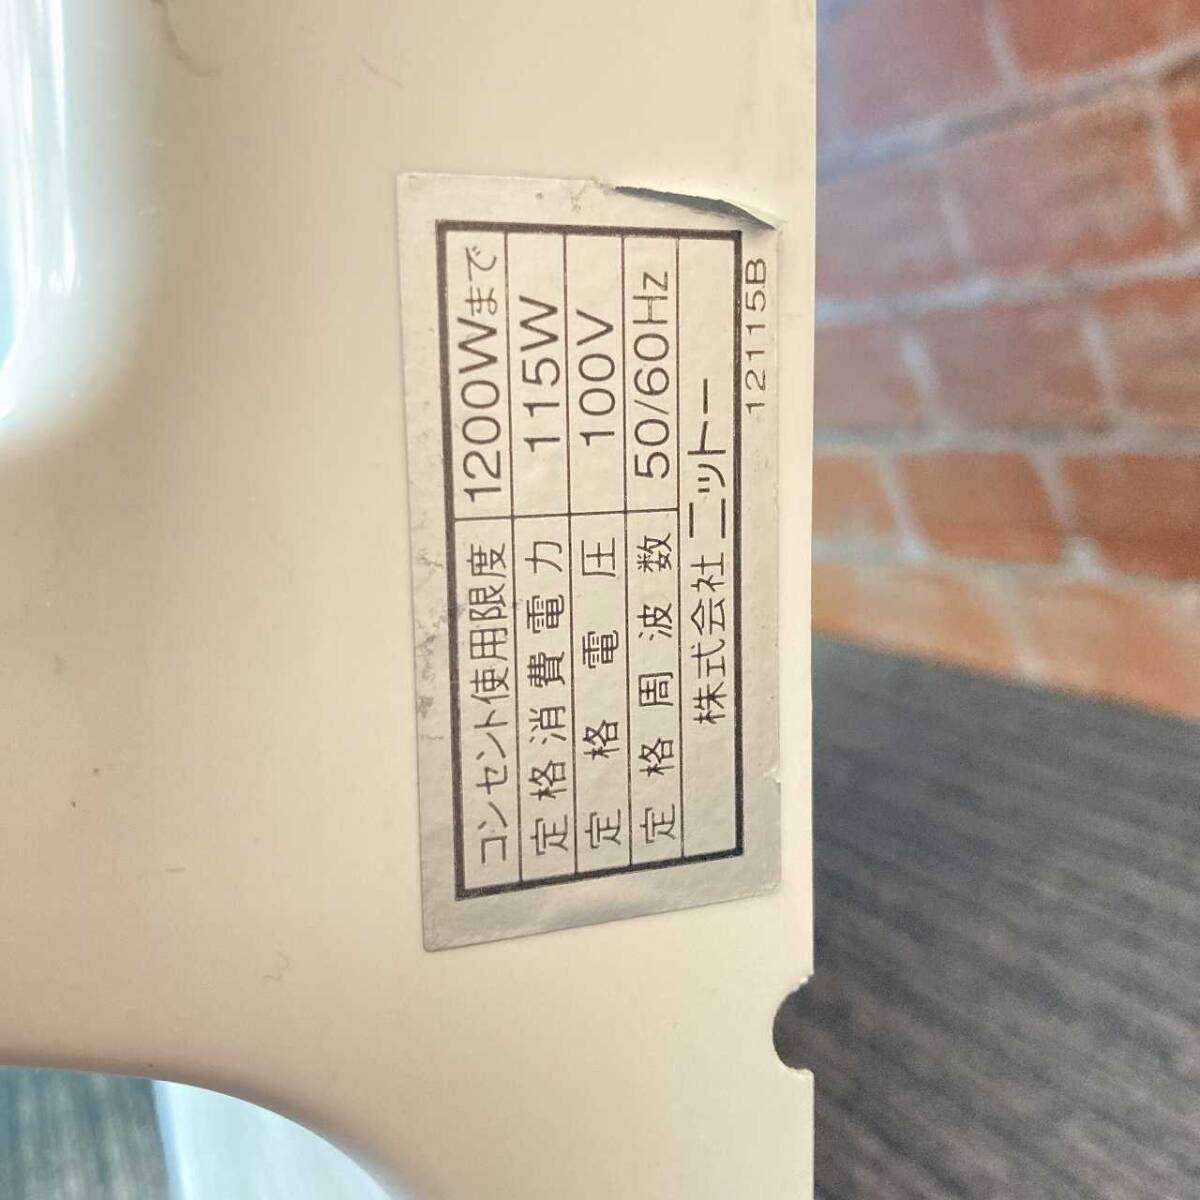 コンセント使用限度 1200Wまで
定格消費電力 115W
定格電圧 100V
定格周波数 50/60Hz
株式会社ニットー
12115B